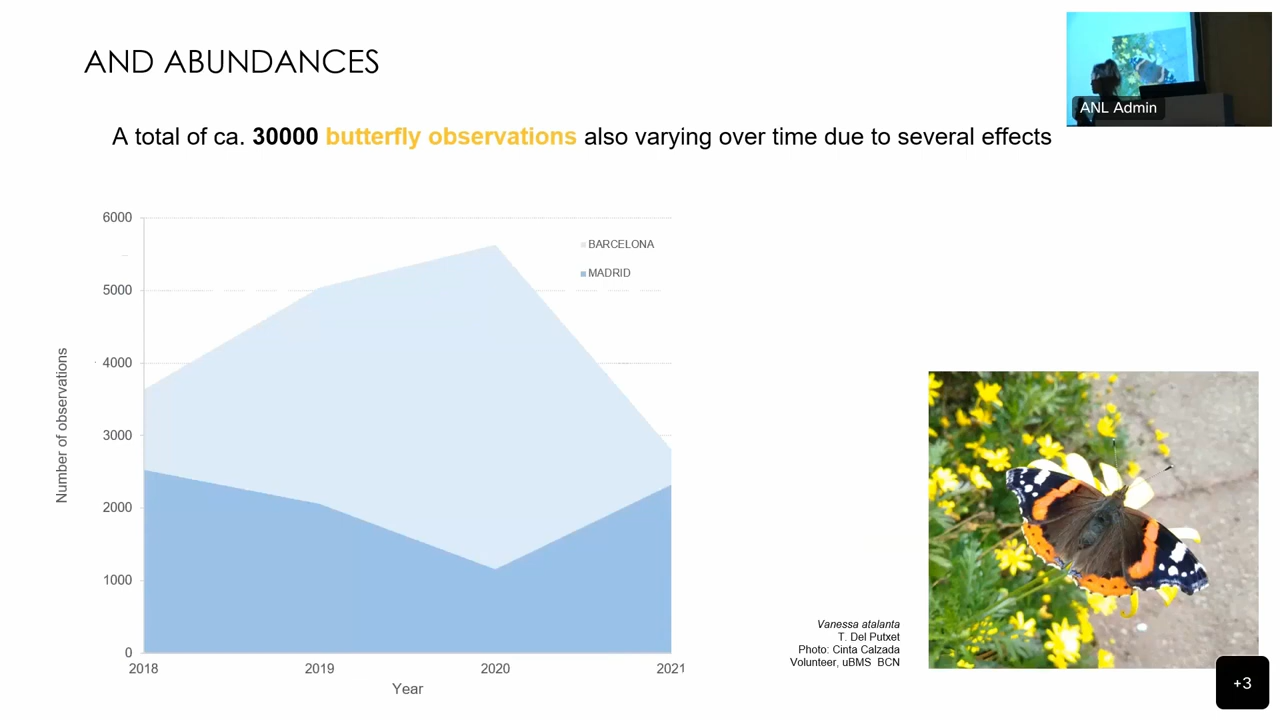 AND ABUNDANCES
ANL Admin
A total of ca. 30000 butterfly observations also varying over time due to several effects
6000
5000
4000
3000
2000
1000
0
Number of observations
BARCELONA
MADRID
2018
2019
2020
2021
Year
Vanessa atalanta
T. Del Putxet
Photo: Cinta Calzada
Volunteer, uBMS BCN
+3